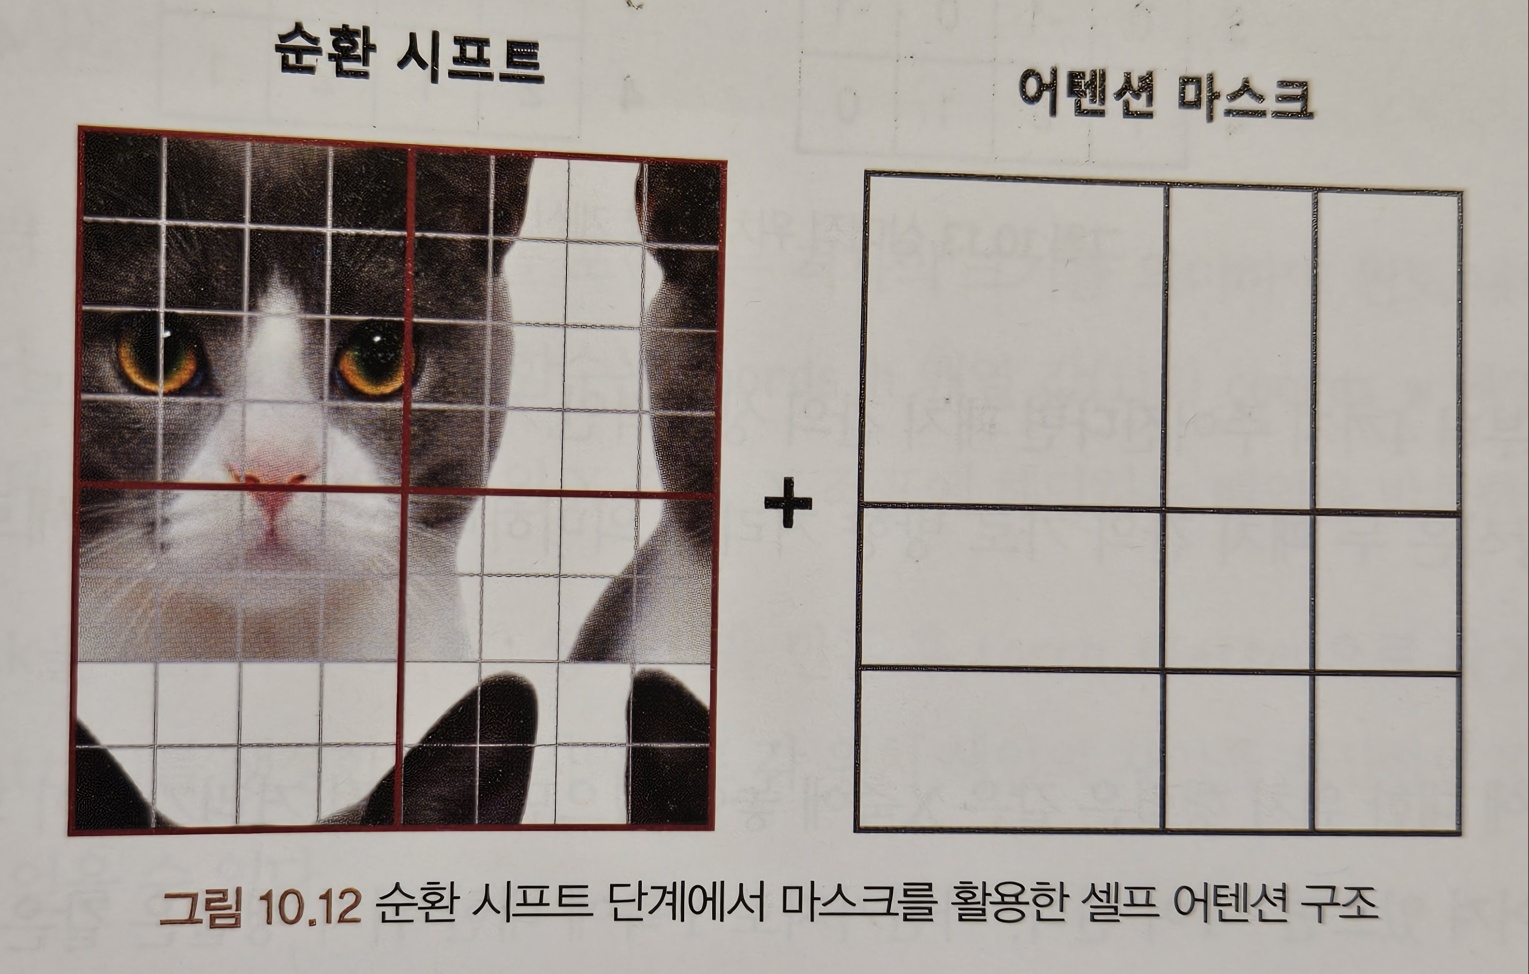 순환 시프트
어텐션 마스크
+
그림 10.12 순환 시프트 단계에서 마스크를 활용한 셀프 어텐션 구조